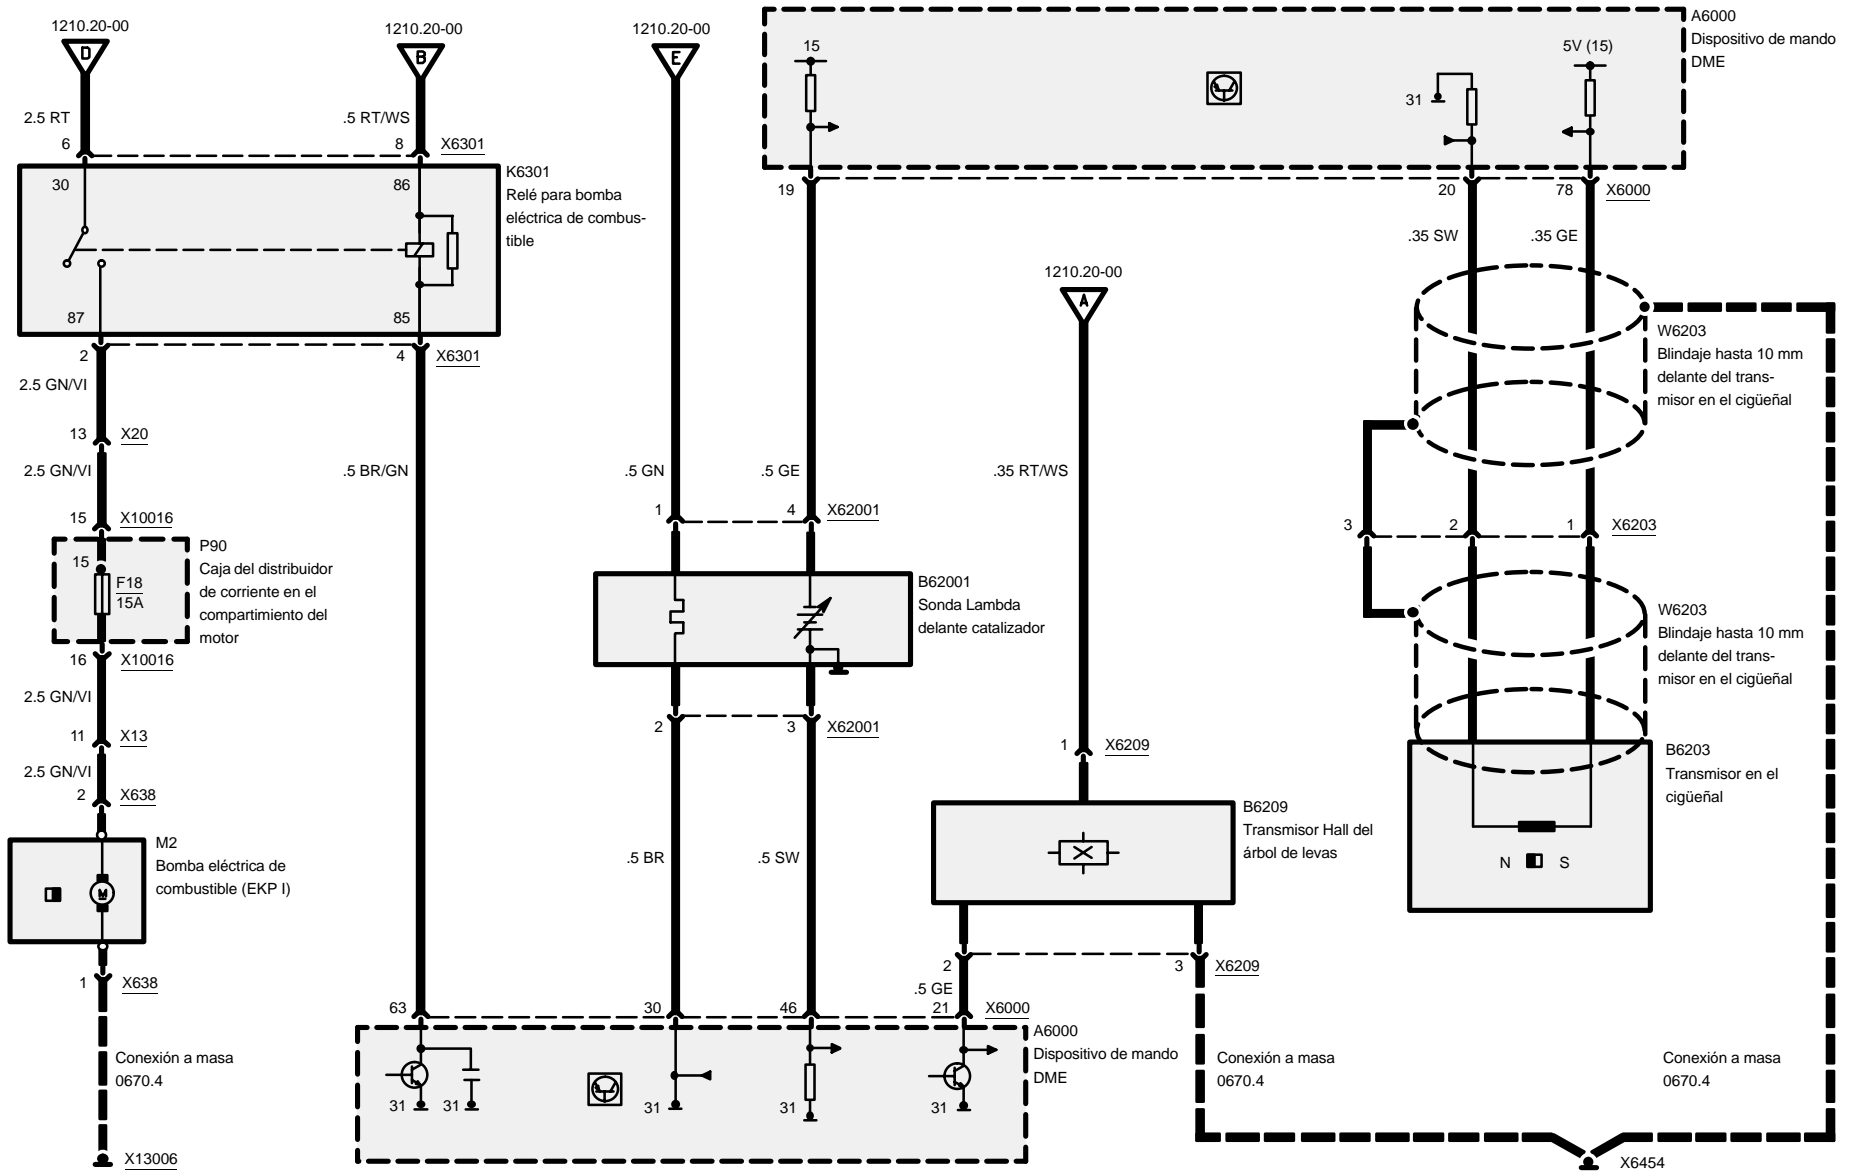 1210.20-00
D
2.5 RT
6
1210.20-00
B
.5 RT/WS
8
X6301
K6301
Relé para bomba
eléctrica de combus-
tible
30
86
87
85
2
4
X6301
2.5 GN/VI
13
X20
2.5 GN/VI
15
X10016
P90
Caja del distribuidor
de corriente en el
compartimiento del
motor
15
F18
15A
16
X10016
2.5 GN/VI
11
X13
2.5 GN/VI
2
X638
M2
Bomba eléctrica de
combustible (EKP I)
M
1
X638
Conexión a masa
0670.4
X13006
.5 BR/GN
1210.20-00
E
.5 GN
.5 GE
1
4
X62001
B62001
Sonda Lambda
delante catalizador
2
3
X62001
.5 BR
.5 SW
A6000
Dispositivo de mando
DME
15
31
5V (15)
19
20
78
X6000
.35 SW
.35 GE
1210.20-00
A
.35 RT/WS
1
X6209
B6209
Transmisor Hall del
árbol de levas
2
3
X6209
.5 GE
W6203
Blindaje hasta 10 mm
delante del trans-
misor en el cigüeñal
3
2
1
X6203
W6203
Blindaje hasta 10 mm
delante del trans-
misor en el cigüeñal
B6203
Transmisor en el
cigüeñal
N
S
63
30
46
21
X6000
A6000
Dispositivo de mando
DME
31
31
31
31
31
Conexión a masa
0670.4
Conexión a masa
0670.4
X6454